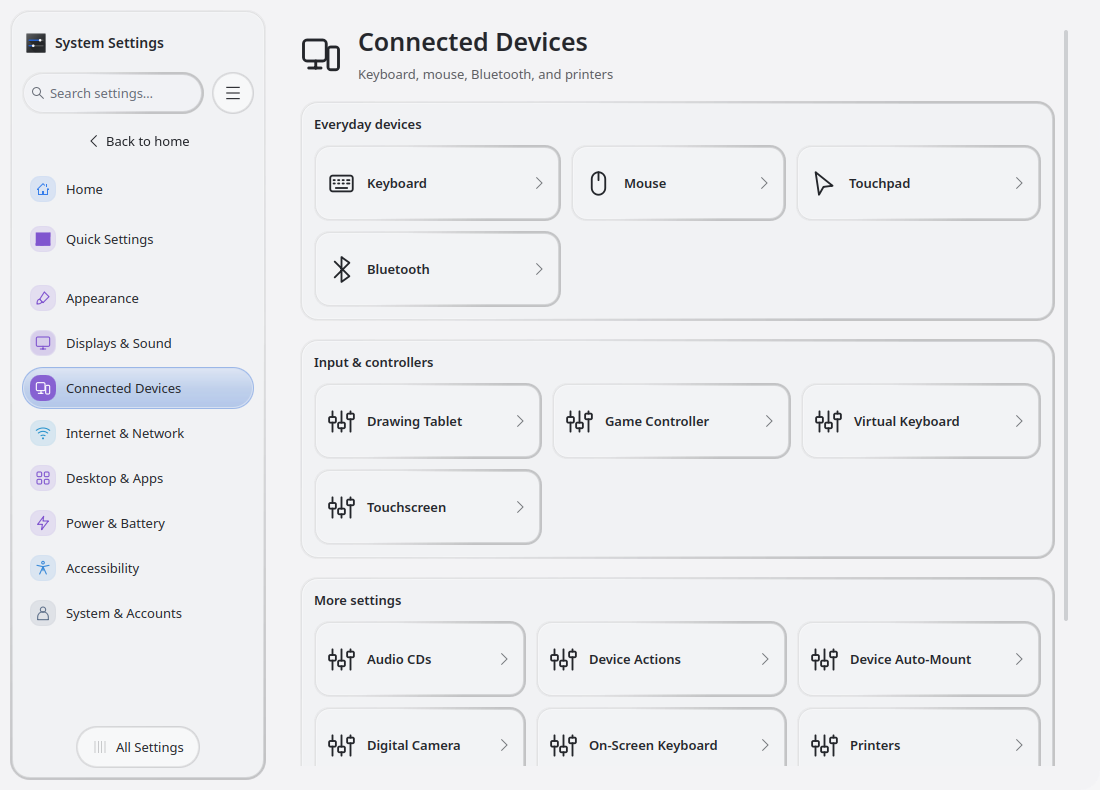 System Settings
Search settings...
Back to home
Home
Quick Settings
Appearance
Displays & Sound
Connected Devices
Internet & Network
Desktop & Apps
Power & Battery
Accessibility
System & Accounts
All Settings
Connected Devices
Keyboard, mouse, Bluetooth, and printers
Everyday devices
Keyboard
Mouse
Touchpad
Bluetooth
Input & controllers
Drawing Tablet
Game Controller
Virtual Keyboard
Touchscreen
More settings
Audio CDs
Device Actions
Device Auto-Mount
Digital Camera
On-Screen Keyboard
Printers